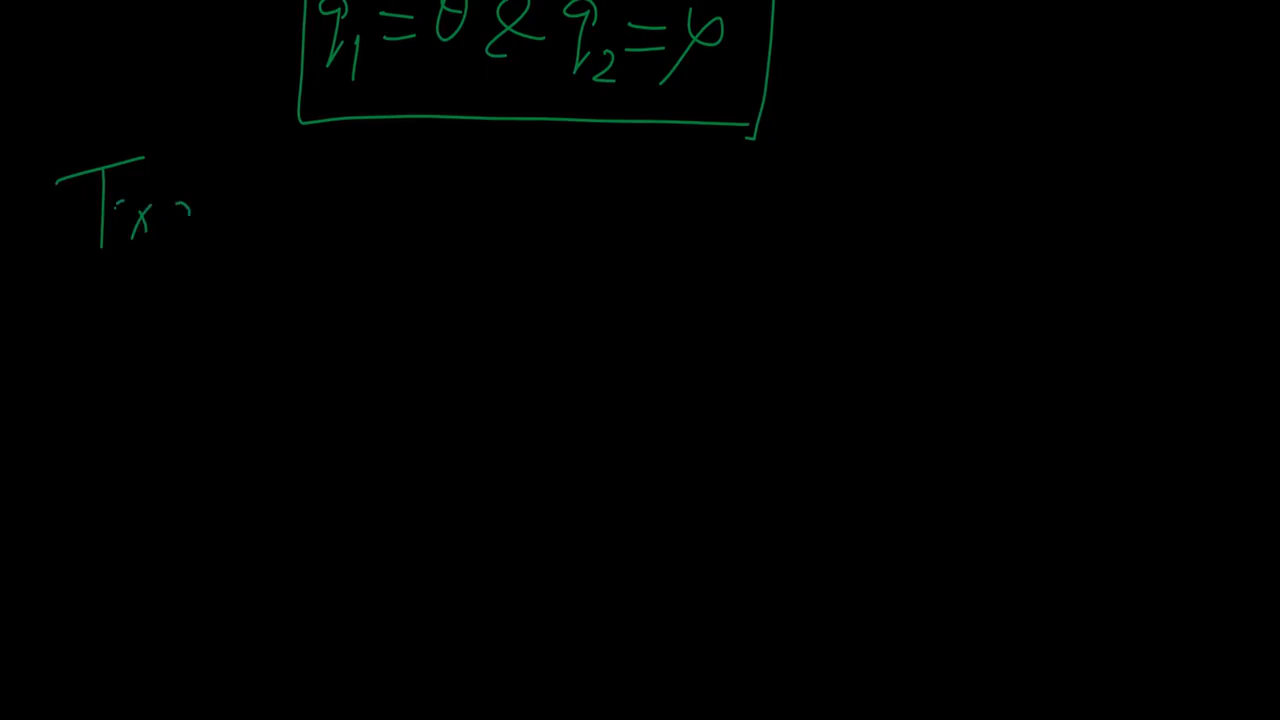 q₁ = θ & q₂ = φ
T